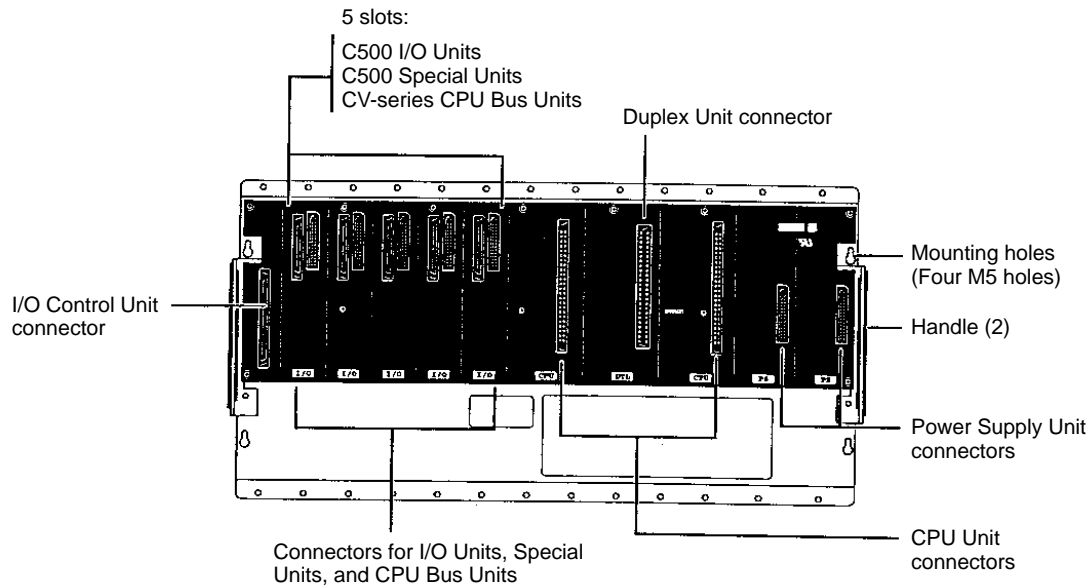 5 slots:
C500 I/O Units
C500 Special Units
CV-series CPU Bus Units
Duplex Unit connector
Mounting holes
(Four M5 holes)
I/O Control Unit
connector
Handle (2)
I/O I/O I/O I/O I/O CPU DPL CPU PS PS
Power Supply Unit
connectors
CPU Unit
connectors
Connectors for I/O Units, Special
Units, and CPU Bus Units